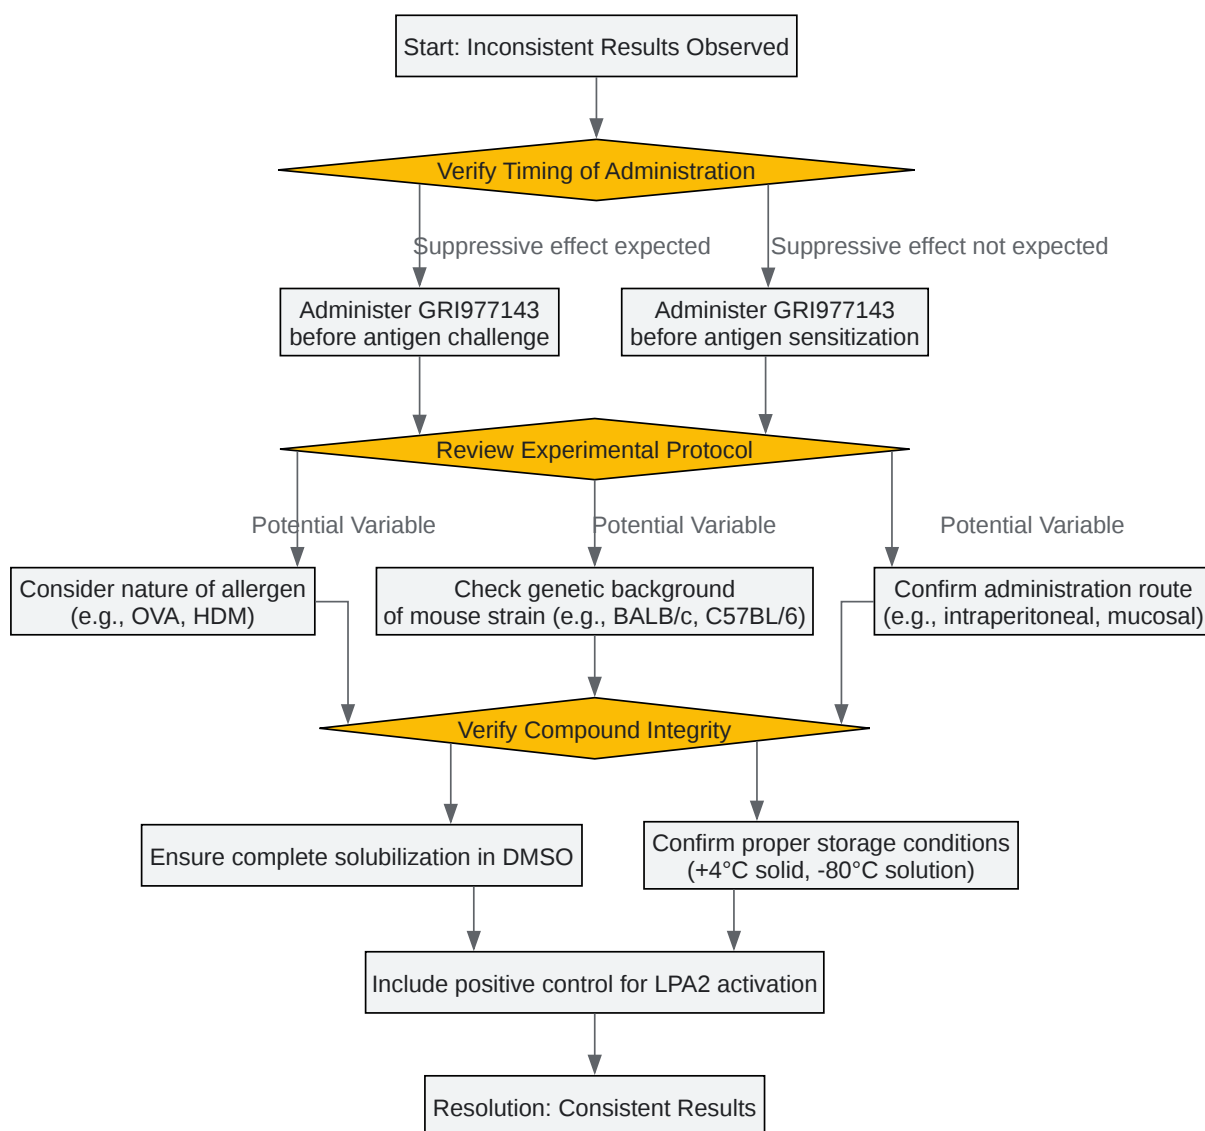 Start: Inconsistent Results Observed
Verify Timing of Administration
Suppressive effect expected
Suppressive effect not expected
Administer GRI977143
before antigen challenge
Administer GRI977143
before antigen sensitization
Review Experimental Protocol
Potential Variable
Potential Variable
Potential Variable
Consider nature of allergen
(e.g., OVA, HDM)
Check genetic background
of mouse strain (e.g., BALB/c, C57BL/6)
Confirm administration route
(e.g., intraperitoneal, mucosal)
Verify Compound Integrity
Ensure complete solubilization in DMSO
Confirm proper storage conditions
(+4°C solid, -80°C solution)
Include positive control for LPA2 activation
Resolution: Consistent Results